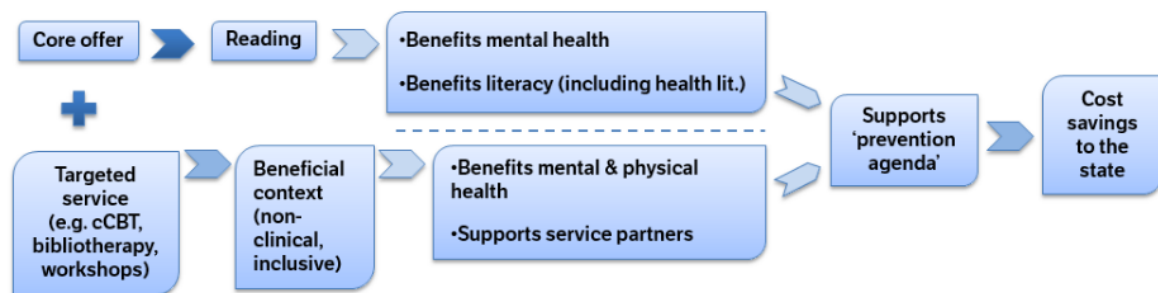 Core offer
Reading
•Benefits mental health
•Benefits literacy (including health lit.)
Targeted
service
(e.g. cCBT,
bibliotherapy,
workshops)
Beneficial
context
(non-
clinical,
inclusive)
•Benefits mental & physical
health
•Supports service partners
Supports
‘prevention
agenda’
Cost
savings
to the
state